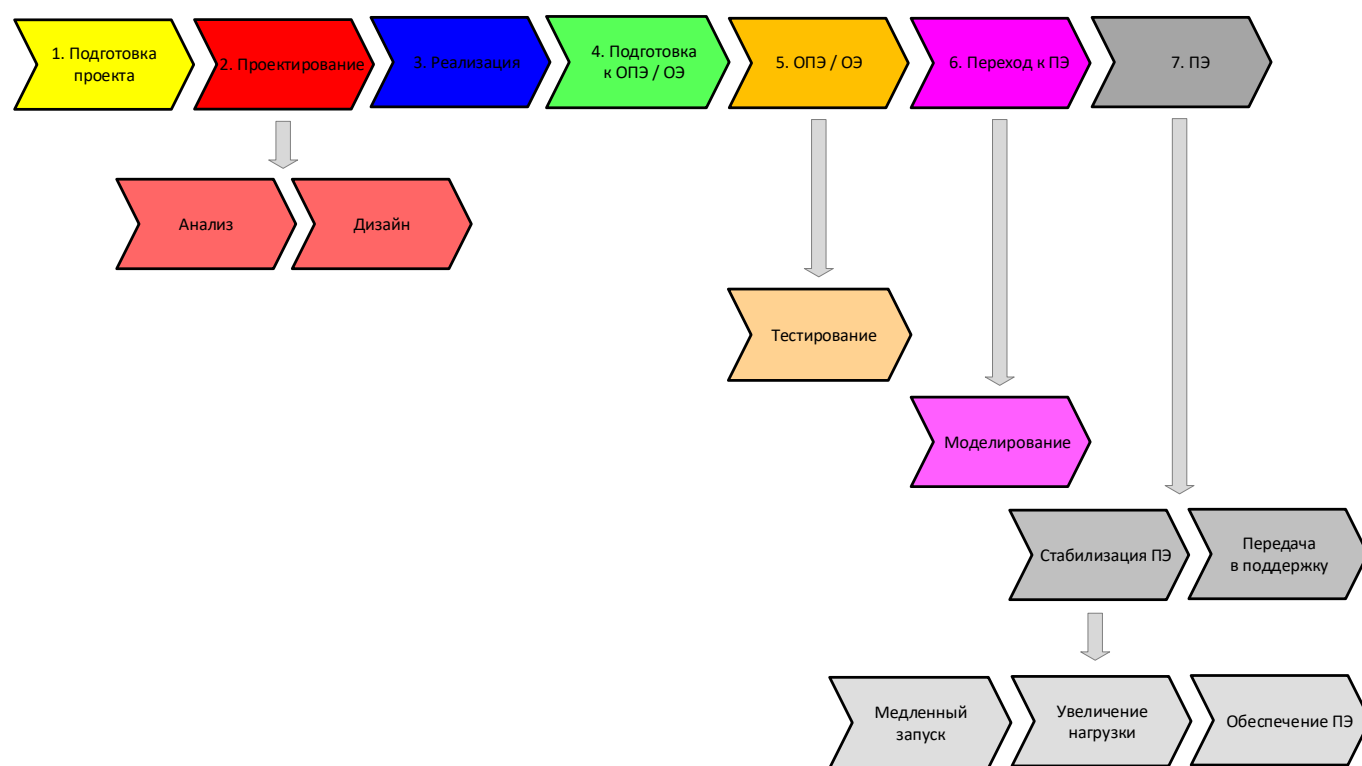 1. Подготовка
проекта
2. Проектирование
3. Реализация
4. Подготовка
к ОПЭ / ОЭ
5. ОПЭ / ОЭ
6. Переход к ПЭ
7. ПЭ
Анализ
Дизайн
Тестирование
Моделирование
Стабилизация ПЭ
Передача
в поддержку
Медленный
запуск
Увеличение
нагрузки
Обеспечение ПЭ